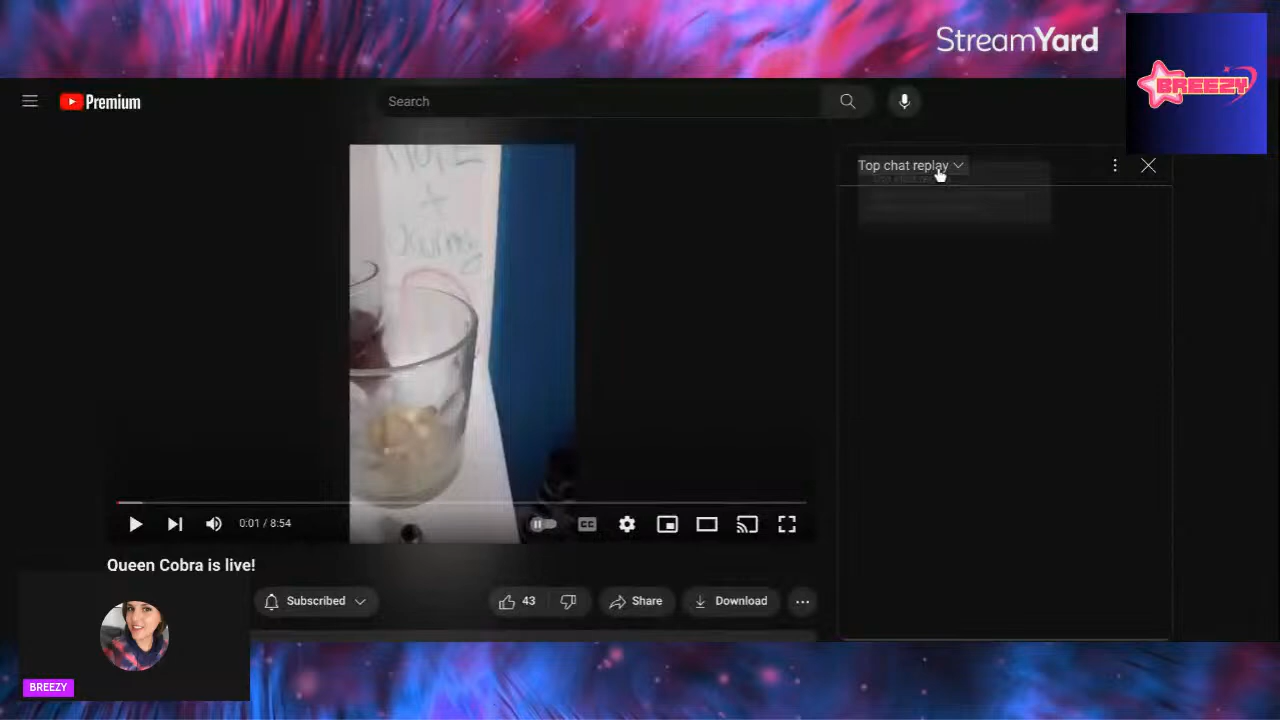 StreamYard
BREEZY
Premium
Search
Top chat replay
+
0:01 / 8:54
CC
Queen Cobra is live!
Subscribed
43
Share
Download
BREEZY